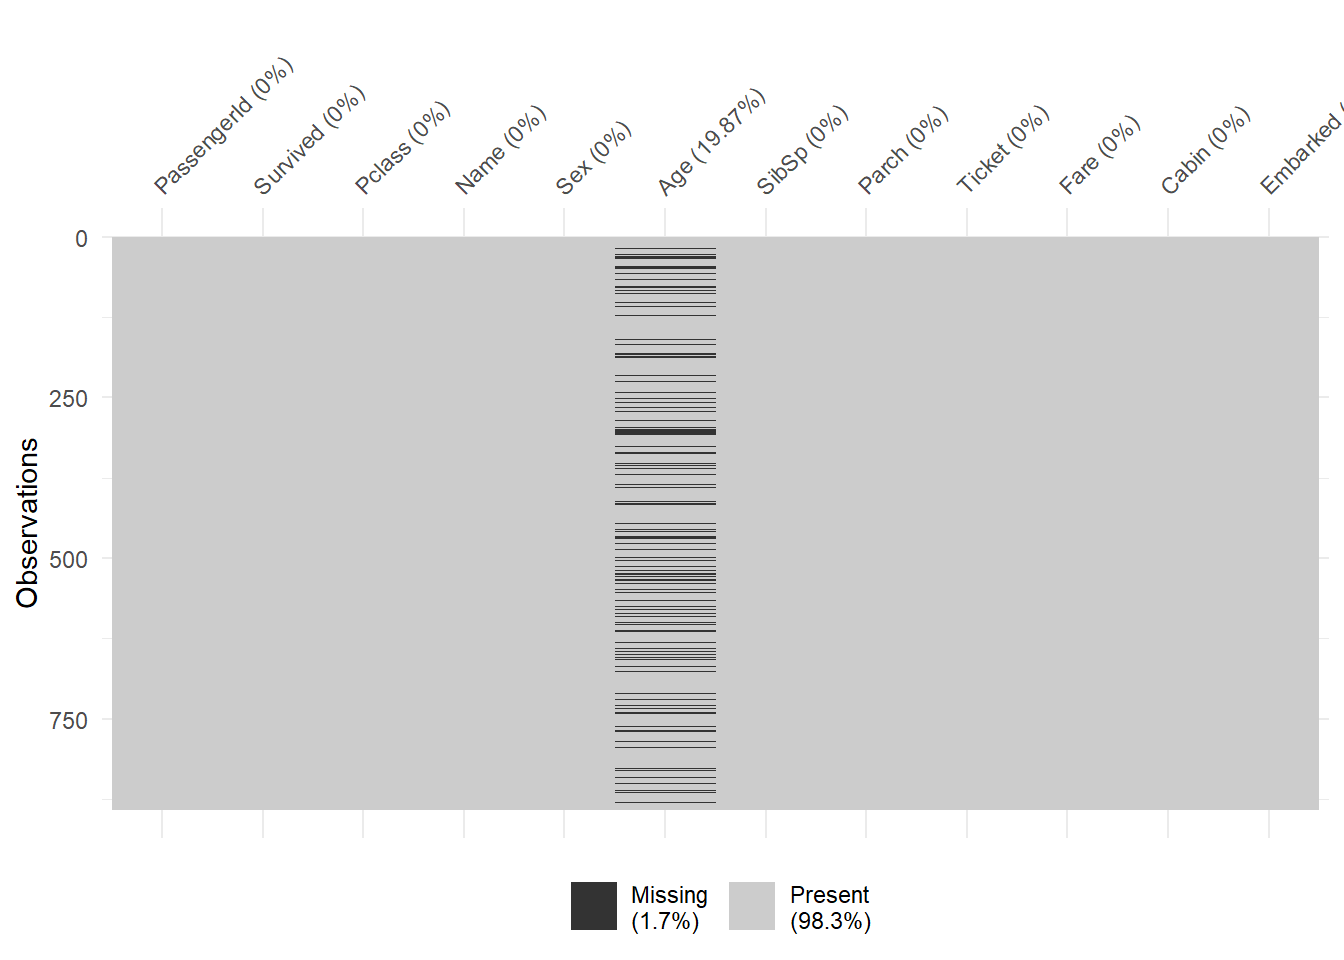 PassengerId (0%)
Survived (0%)
Pclass (0%)
Name (0%)
Sex (0%)
Age (19.87%)
SibSp (0%)
Parch (0%)
Ticket (0%)
Fare (0%)
Cabin (0%)
Embarked (
0
250
500
750
Observations
Missing
(1.7%)
Present
(98.3%)